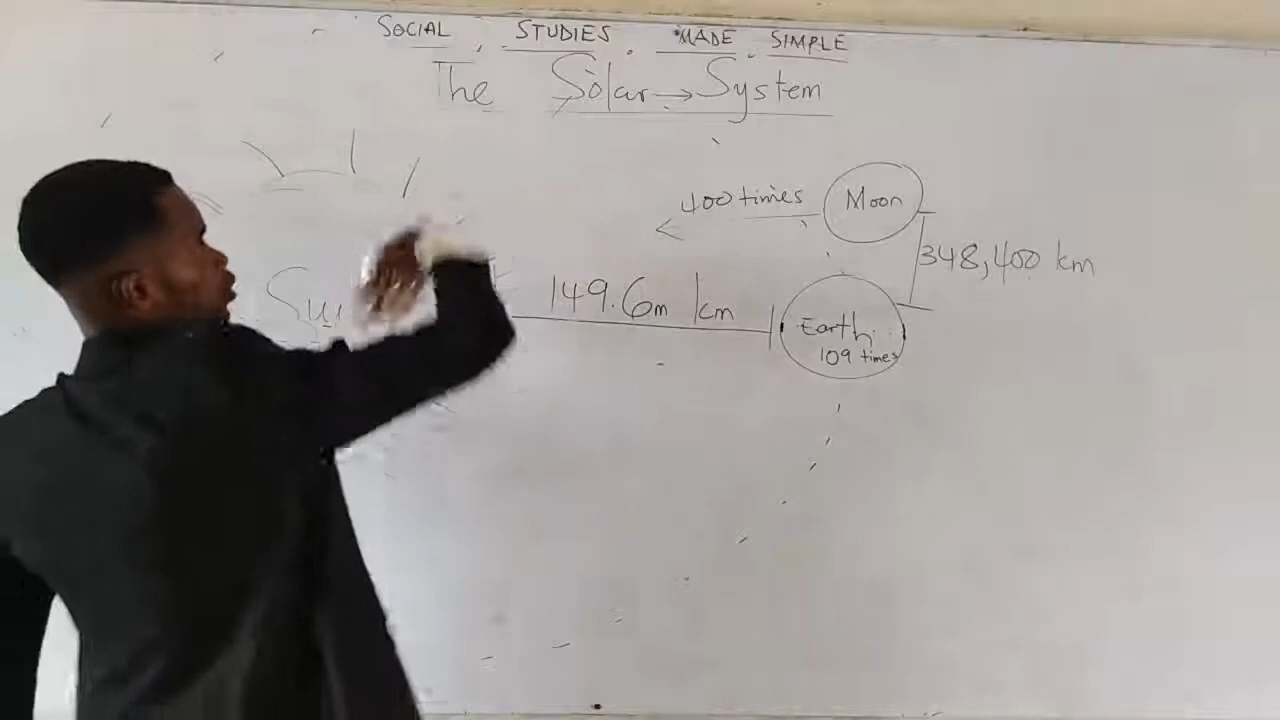 SOCIAL STUDIES MADE SIMPLE
The Solar → System
400 times
Moon
348,400 km
149.6m km
Earth
109 times